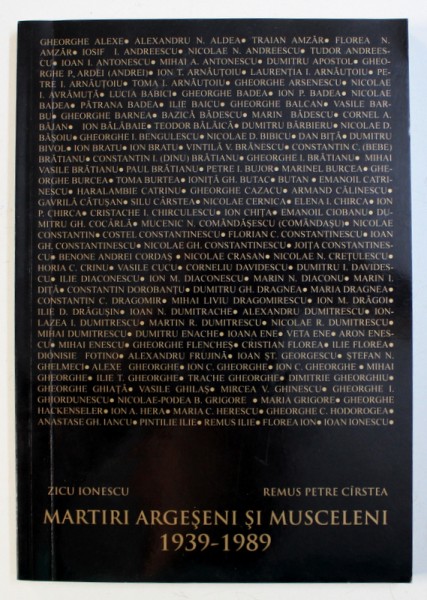 GHEORGHE ALEXE● ALEXANDRU N. ALDEA● TRAIAN AMZĂR● FLOREA N.
AMZĂR● IOSIF I. ANDREESCU● NICOLAE N. ANDREESCU● TUDOR ANDREES-
CU● IOAN I. ANTONESCU● MIHAI A. ANTONESCU● DUMITRU APOSTOL● GHEO-
RGHE P. ARDEI (ANDREI)● ION T. ARNĂUTOIU● LAURENȚIA I. ARNĂUTOIU● PE-
TRE I. ARNĂUTOIU● TOMA J. ARNĂUTOIU● GHEORGHE ARSENESCU● NICOLAE
I. AVRĂMUȚĂ● LUCIA BABICI● GHEORGHE BADEA● ION P. BADEA● NICOLAE
BADEA● PĂTRANA BADEA● ILIE BAICU● GHEORGHE BALCAN● VASILE BAR-
BU● GHEORGHE BARNEA● BAZICĂ BĂDESCU● MARIN BĂDESCU● CORNEL A.
BĂJAN● ION BĂLĂBAIE● TEODOR BĂLĂICĂ● DUMITRU BĂRBIERU● NICOLAE D.
BĂȘOIU● GHEORGHE I. BENGULESCU● NICOLAE D. BIBICU● DAN BIȚĂ● DUMITRU
BIVOL● ION BRATU● ION BRATU● VINTILĂ V. BRĂNESCU● CONSTANTIN C. (BEBE)
BRĂTIANU● CONSTANTIN I. (DINU) BRĂTIANU● GHEORGHE I. BRĂTIANU● MIHAI
VASILE BRĂTIANU● PAUL BRĂTIANU● PETRE I. BUJOR● MARINEL BURCEA● GHE-
ORGHE BURCEA● TOMA BURTEA● IONIȚĂ GH. BUTAC● BUTAN● EMANOIL CATRI-
NESCU● HARALAMBIE CATRINU● GHEORGHE CAZACU● ARMAND CĂLINESCU●
GAVRILĂ CĂTUȘAN● SILU CÂRSTEA● NICOLAE CERNICA● ELENA I. CHIRCA● ION
P. CHIRCA● CRISTACHE I. CHIRCULESCU● ION CHIȚA● EMANOIL CIOBANU● DU-
MITRU GH. COCÂRLĂ● MUCENIC N. COMĂNDĂȘESCU (COMĂNDAȘU)● NICOLAE
CONSTANTIN● COSTEL CONSTANTINESCU● FLORIAN C. CONSTANTINESCU● IOAN
GH. CONSTANTINESCU● NICOLAE GH. CONSTANTINESCU● JOIȚA CONSTANTINES-
CU● BENONE ANDREI CORDAȘ● NICOLAE CRASAN● NICOLAE N. CREȚULESCU●
HORIA C. CRINU● VASILE CUCU● CORNELIU DAVIDESCU● DUMITRU I. DAVIDES-
CU● ILIE DIACONESCU● ION M. DIACONESCU● MARIN N. DIACONU● MARIN I.
DIȚĂ● CONSTANTIN DOROBANȚU● DUMITRU GH. DRAGNEA● MARIA DRAGNEA●
CONSTANTIN C. DRAGOMIR● MIHAI LIVIU DRAGOMIRESCU● ION M. DRĂGOI●
ILIE D. DRĂGUȘIN● IOAN N. DUMITRACHE● ALEXANDRU DUMITRESCU● ION-
LAZEA I. DUMITRESCU● MARTIN R. DUMITRESCU● NICOLAE R. DUMITRESCU●
MIHAI DUMITRESCU● DUMITRU ENACHE● IOANA ENE● VETA ENE● ARON ENES-
CU● MIHAI ENESCU● GHEORGHE FLENCHEȘ● CRISTIAN FLOREA● ILIE FLOREA●
DIONISIE FOTINO● ALEXANDRU FRUJINĂ● IOAN ȘT. GEORGESCU● ȘTEFAN N.
GHELMECI● ALEXE GHEORGHE● ION C. GHEORGHE● ION C. GHEORGHE● MIHAI
GHEORGHE● ILIE T. GHEORGHE● TRACHE GHEORGHE● DIMITRIE GHEORGHIU●
GHEORGHE GHIAȚĂ● VASILE GHILAȘ● MIRCEA V. GHINESCU● GHEORGHE I.
GHIORDUNESCU● NICOLAE-PODEA B. GRIGORE● MARIA GRIGORE● GHEORGHE
HACKENSELER● ION A. HERA● MARIA C. HERESCU● GHEORGHE C. HODOROGEA●
ANASTASE GH. IANCU● PINTILIE ILIE● REMUS ILIE● FLOREA ION● IOAN IONESCU●
ZICU IONESCU REMUS PETRE CÎRSTEA
MARTIRI ARGEȘENI ȘI MUSCELENI
1939-1989